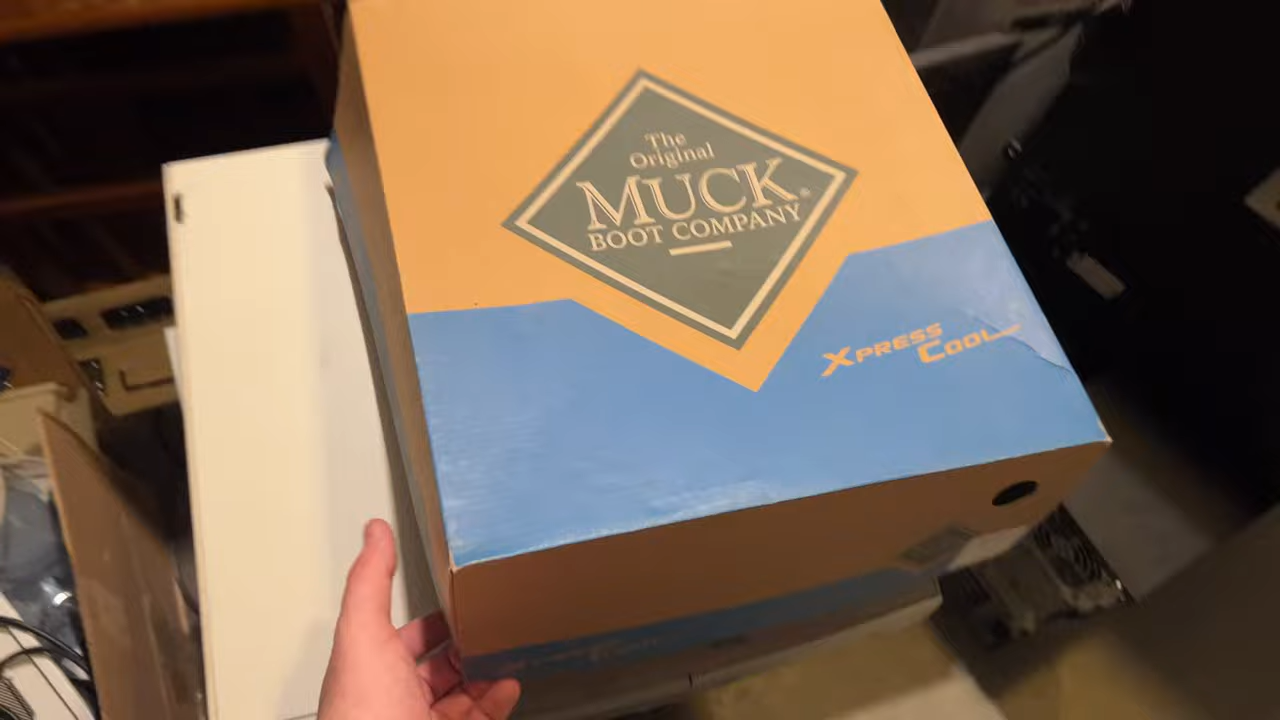 The
Original
MUCK®
BOOT COMPANY
XPRESS
COOL